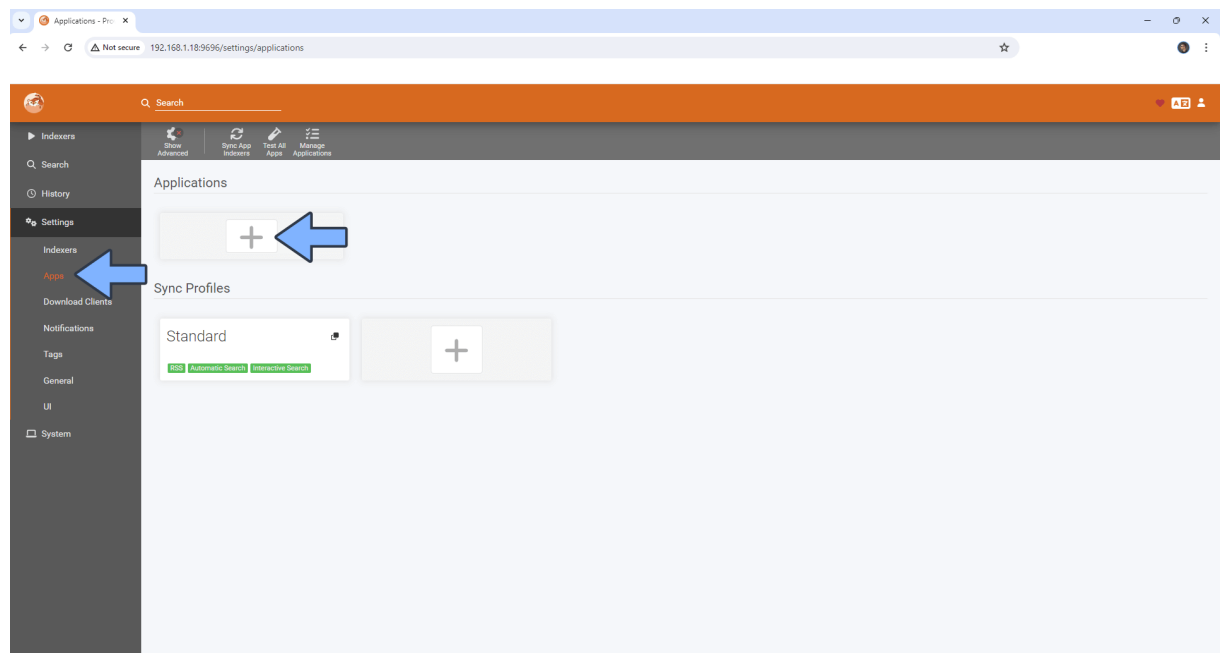 Applications - Pro
Not secure 192.168.1.18:9696/settings/applications
Search
Indexers
Search
History
Settings
Indexers
Apps
Download Clients
Notifications
Tags
General
UI
System
Show Advanced
Sync App Indexers
Test All Apps
Manage Applications
Applications
Sync Profiles
Standard
RSS Automatic Search Interactive Search